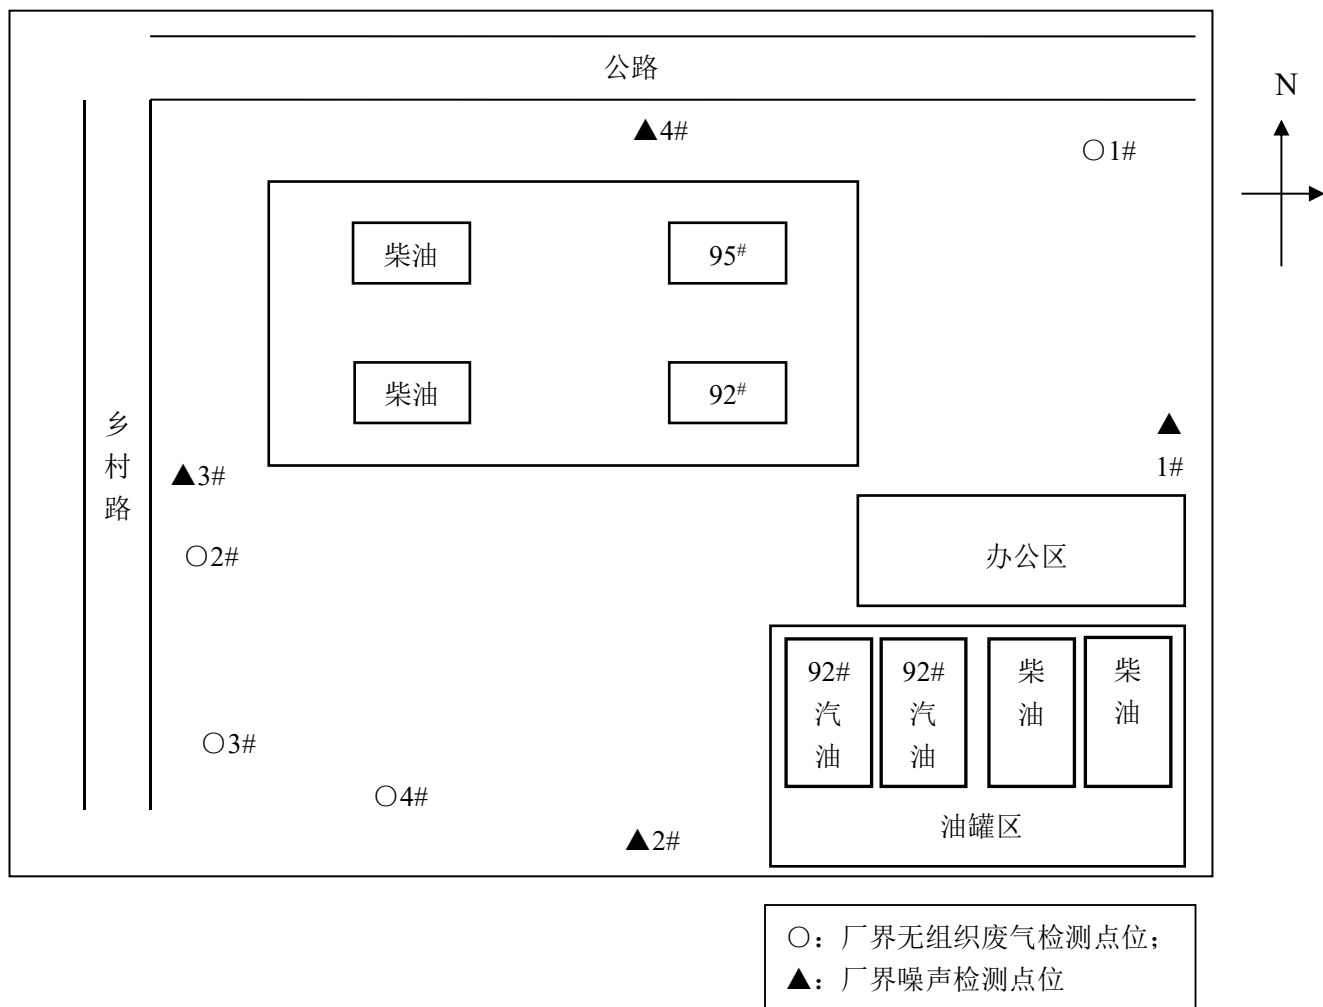 公路
N
▲4#
○1#
柴油
95#
柴油
92#
乡
村
路
▲
1#
▲3#
○2#
办公区
92#
汽
油
92#
汽
油
柴
油
柴
油
○3#
○4#
▲2#
油罐区
○：厂界无组织废气检测点位；
▲：厂界噪声检测点位